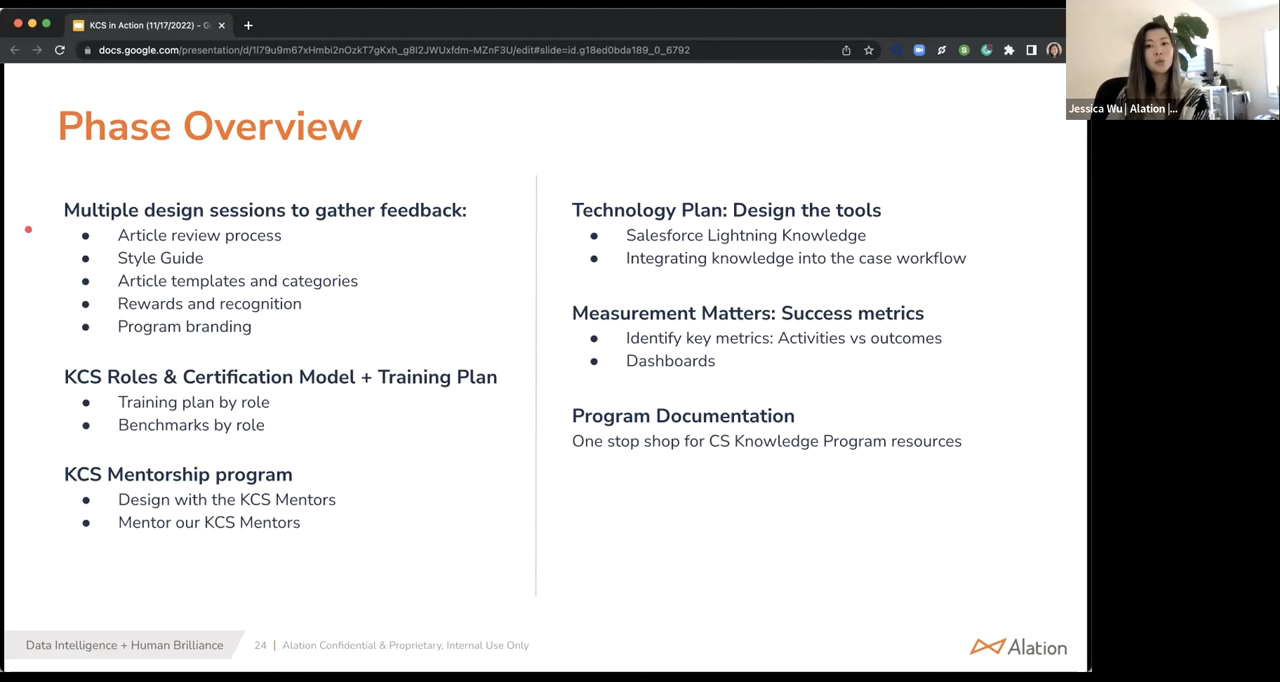 KCS in Action (11/17/2022) - G
docs.google.com/presentation/d/1l79u9m67xHmbi2nOzkT7gKxh_g8I2JWUxfdm-MZnF3U/edit#slide=id.g18ed0bda189_0_6792
Jessica Wu | Alation |...
Phase Overview
Multiple design sessions to gather feedback:
● Article review process
● Style Guide
● Article templates and categories
● Rewards and recognition
● Program branding
KCS Roles & Certification Model + Training Plan
● Training plan by role
● Benchmarks by role
KCS Mentorship program
● Design with the KCS Mentors
● Mentor our KCS Mentors
Technology Plan: Design the tools
● Salesforce Lightning Knowledge
● Integrating knowledge into the case workflow
Measurement Matters: Success metrics
● Identify key metrics: Activities vs outcomes
● Dashboards
Program Documentation
One stop shop for CS Knowledge Program resources
Data Intelligence + Human Brilliance
24 | Alation Confidential & Proprietary, Internal Use Only
Alation